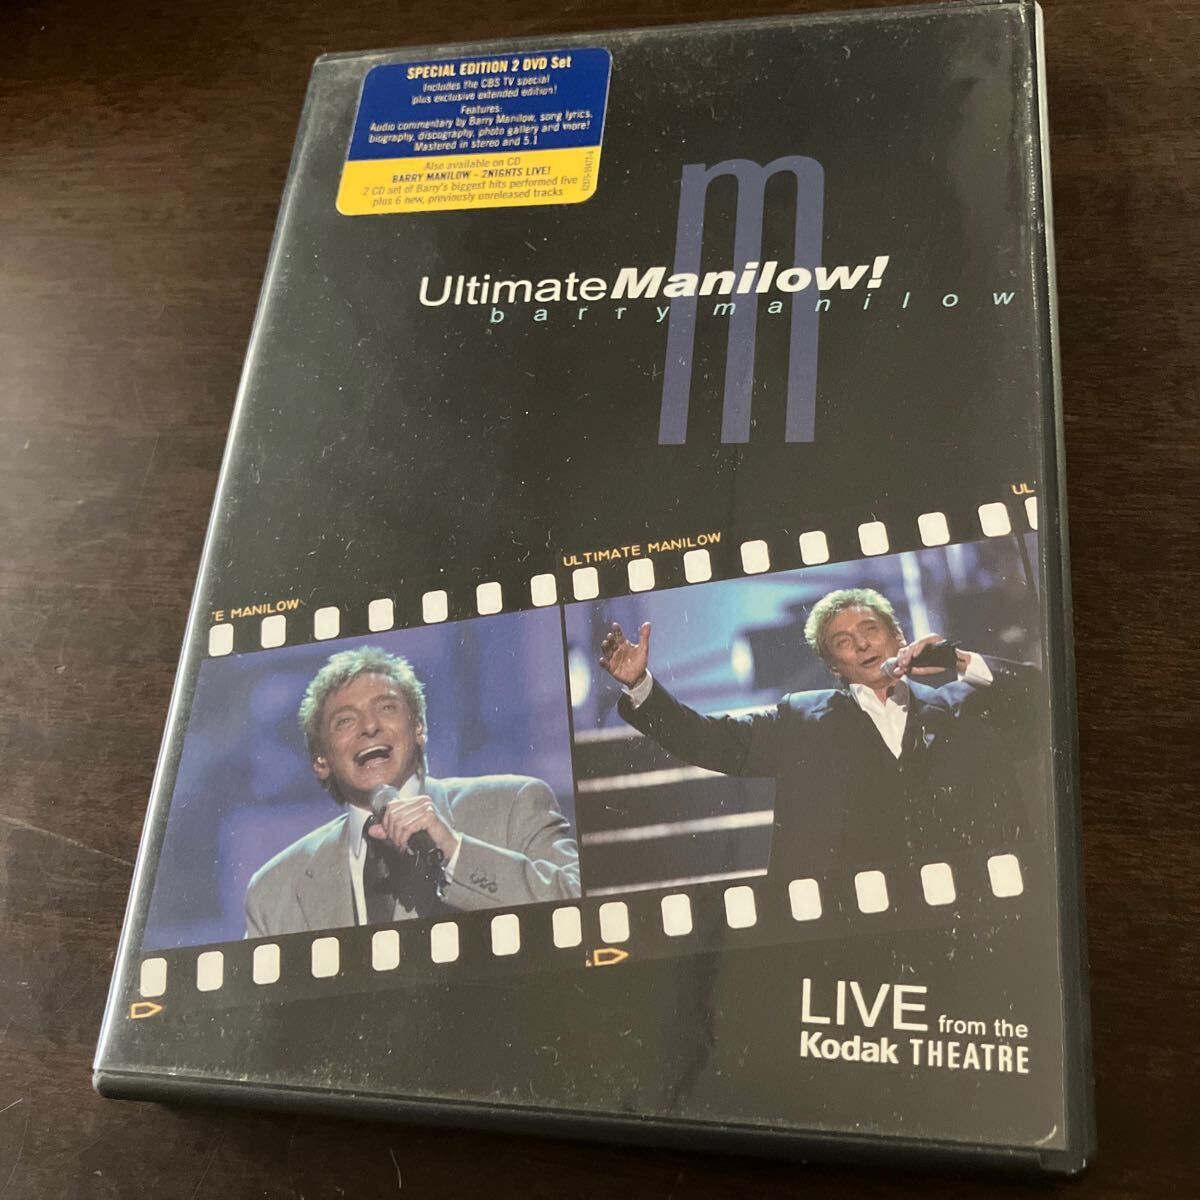 SPECIAL EDITION 2 DVD Set
Includes the CBS TV special
plus exclusive extended edition!
Features:
Audio commentary by Barry Manilow, song lyrics,
biography, discography, photo gallery and more!
Mastered in stereo and 5.1
Also available on CD
BARRY MANILOW - 2NIGHTS LIVE!
2 CD set of Barry's biggest hits performed live
plus 6 new, previously unreleased tracks
m
UltimateManilow!
barry manilow
UL
ULTIMATE MANILOW
'E MANILOW
LIVE from the
Kodak THEATRE